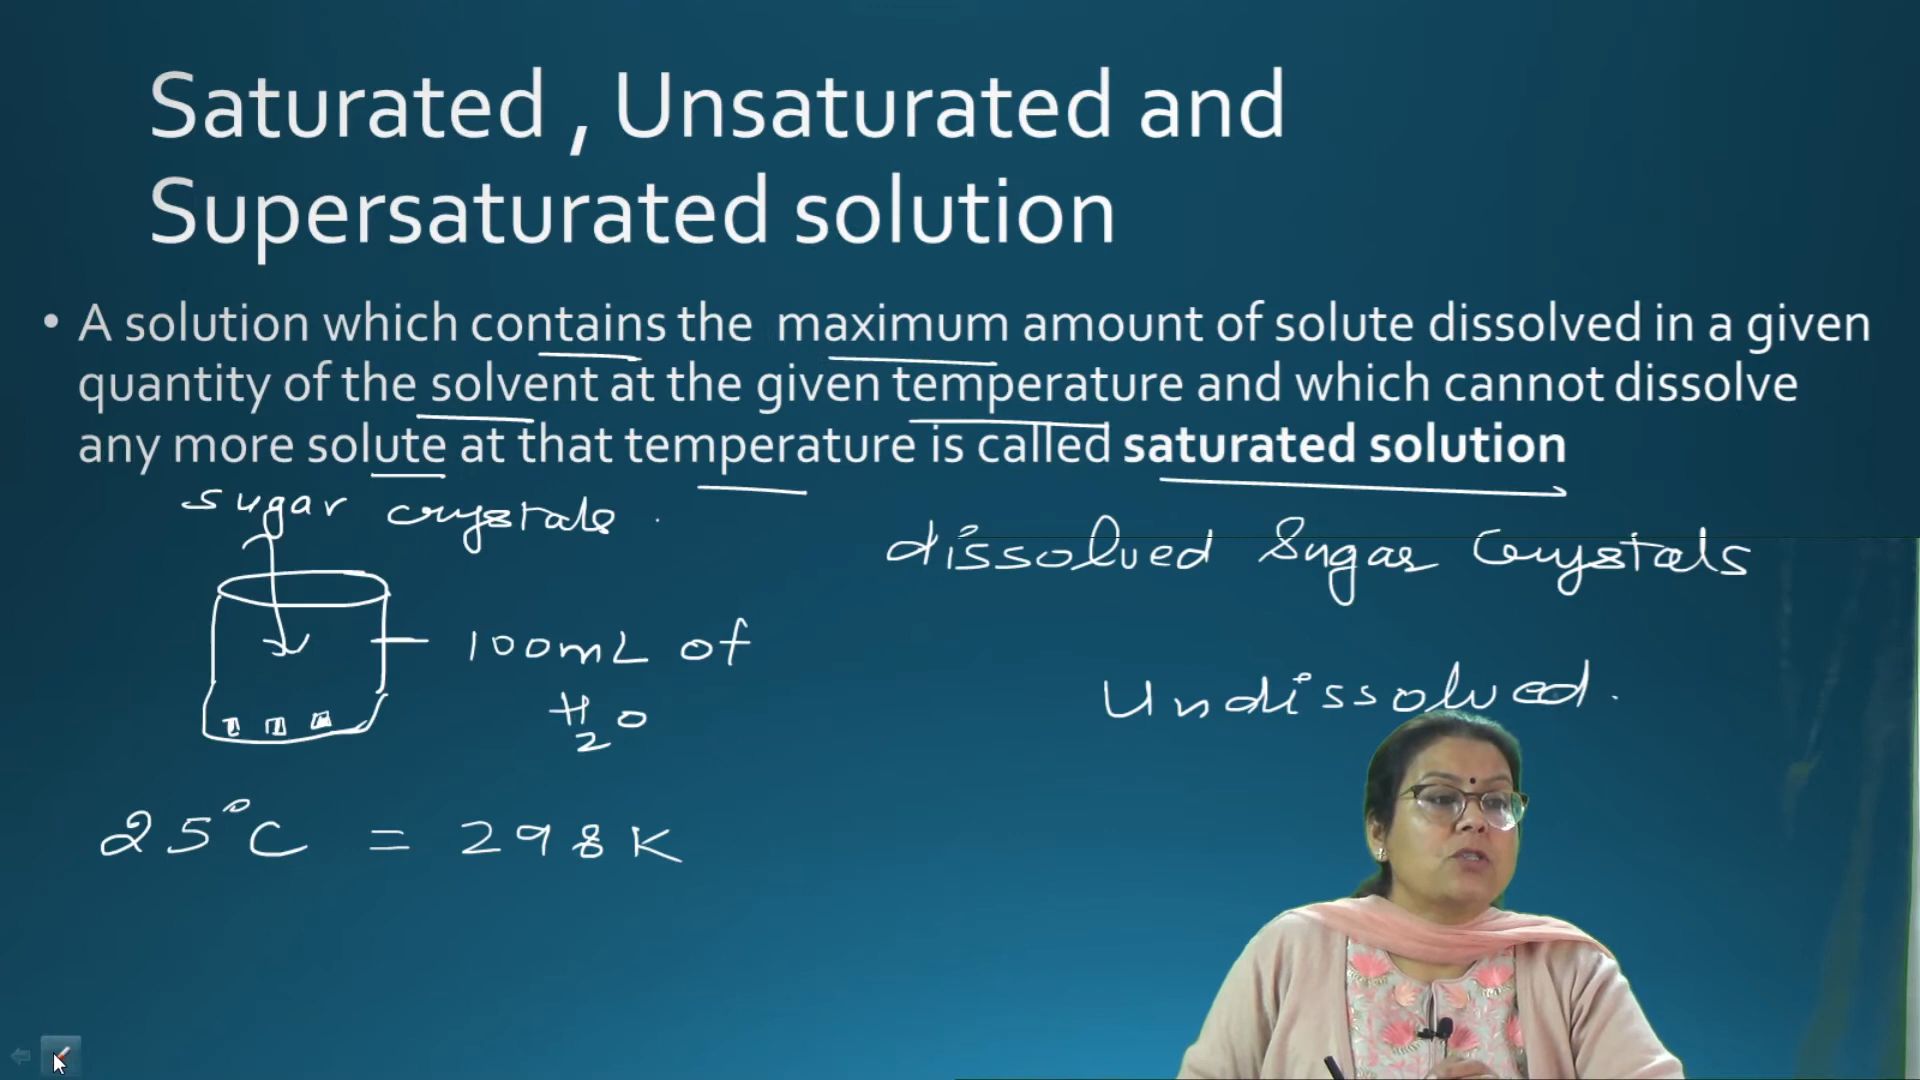 Saturated , Unsaturated and
Supersaturated solution
• A solution which contains the maximum amount of solute dissolved in a given
quantity of the solvent at the given temperature and which cannot dissolve
any more solute at that temperature is called saturated solution
sugar crystals.
dissolved Sugar Crystals
100mL of
H2O
Undissolved.
25°C = 298K